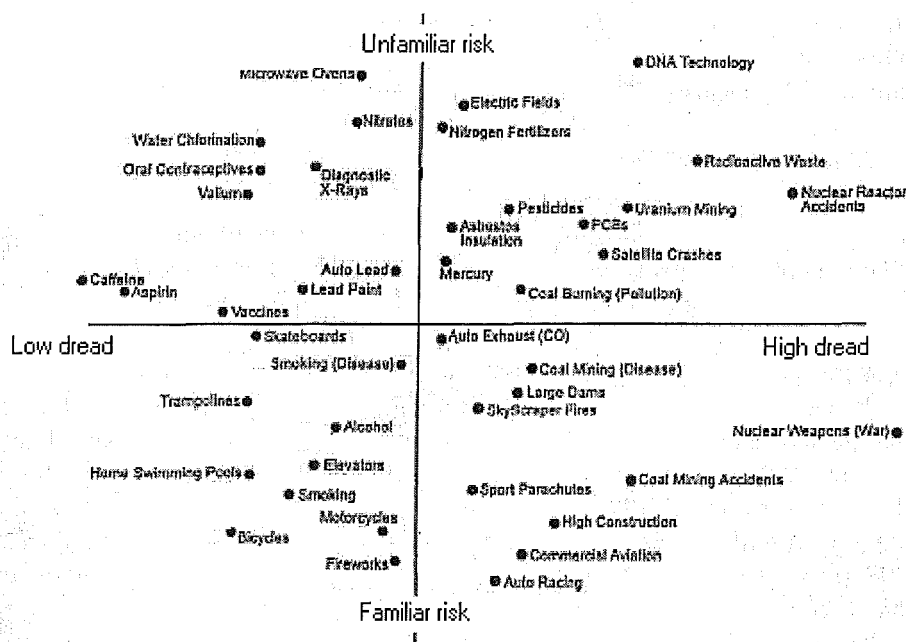 Unfamiliar risk
DNA Technology
Microwave Ovens
Electric Fields
Nitrates
Nitrogen Fertilizers
Water Chlorination
Radioactive Waste
Oral Contraceptives
Diagnostic
X-Rays
Valium
Nuclear Reactor
Accidents
Pesticides
Uranium Mining
Asbestos
Insulation
PCEs
Satellite Crashes
Mercury
Auto Lead
Caffeine
Aspirin
Lead Paint
Coal Burning (Pollution)
Vaccines
Low dread
Skateboards
Auto Exhaust (CO)
High dread
Smoking (Disease)
Coal Mining (Disease)
Large Dams
Trampolines
SkyScraper Fires
Alcohol
Nuclear Weapons (War)
Home Swimming Pools
Elevators
Coal Mining Accidents
Smoking
Sport Parachutes
Motorcycles
High Construction
Bicycles
Fireworks
Commercial Aviation
Auto Racing
Familiar risk